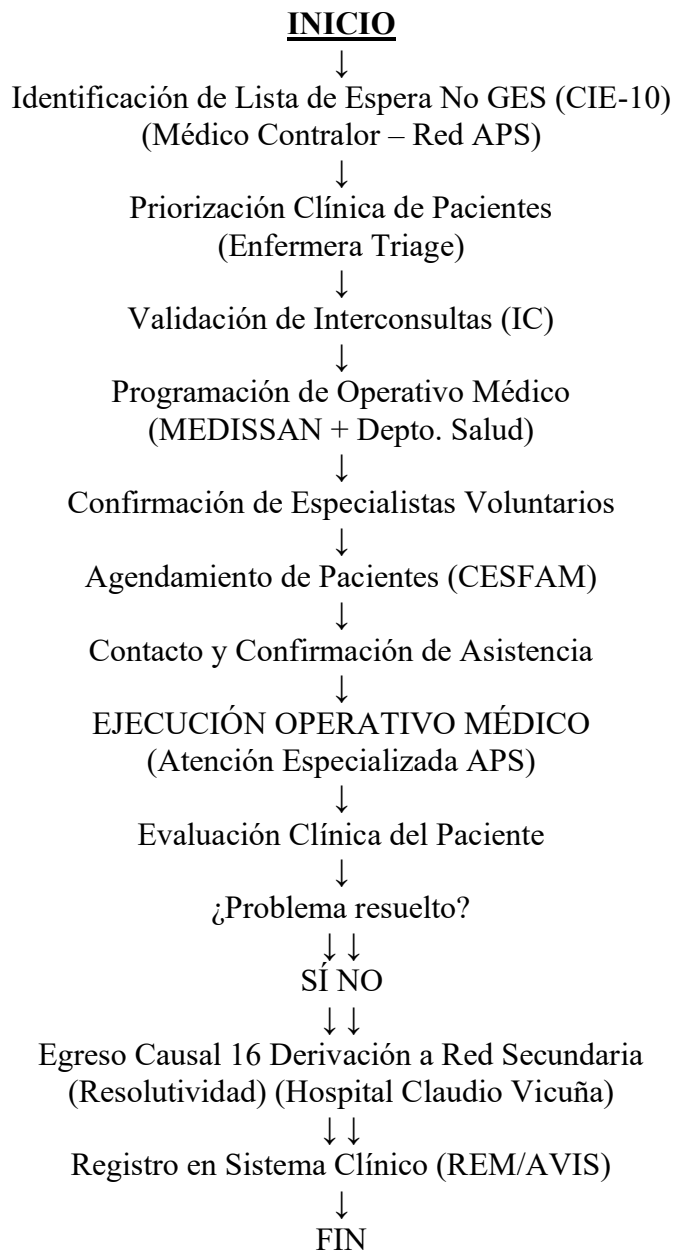 INICIO
↓
Identificación de Lista de Espera No GES (CIE-10)
(Médico Contralor – Red APS)
↓
Priorización Clínica de Pacientes
(Enfermera Triage)
↓
Validación de Interconsultas (IC)
↓
Programación de Operativo Médico
(MEDISSAN + Depto. Salud)
↓
Confirmación de Especialistas Voluntarios
↓
Agendamiento de Pacientes (CESFAM)
↓
Contacto y Confirmación de Asistencia
↓
EJECUCIÓN OPERATIVO MÉDICO
(Atención Especializada APS)
↓
Evaluación Clínica del Paciente
↓
¿Problema resuelto?
↓ ↓
SÍ NO
↓ ↓
Egreso Causal 16 Derivación a Red Secundaria
(Resolutividad) (Hospital Claudio Vicuña)
↓ ↓
Registro en Sistema Clínico (REM/AVIS)
↓
FIN